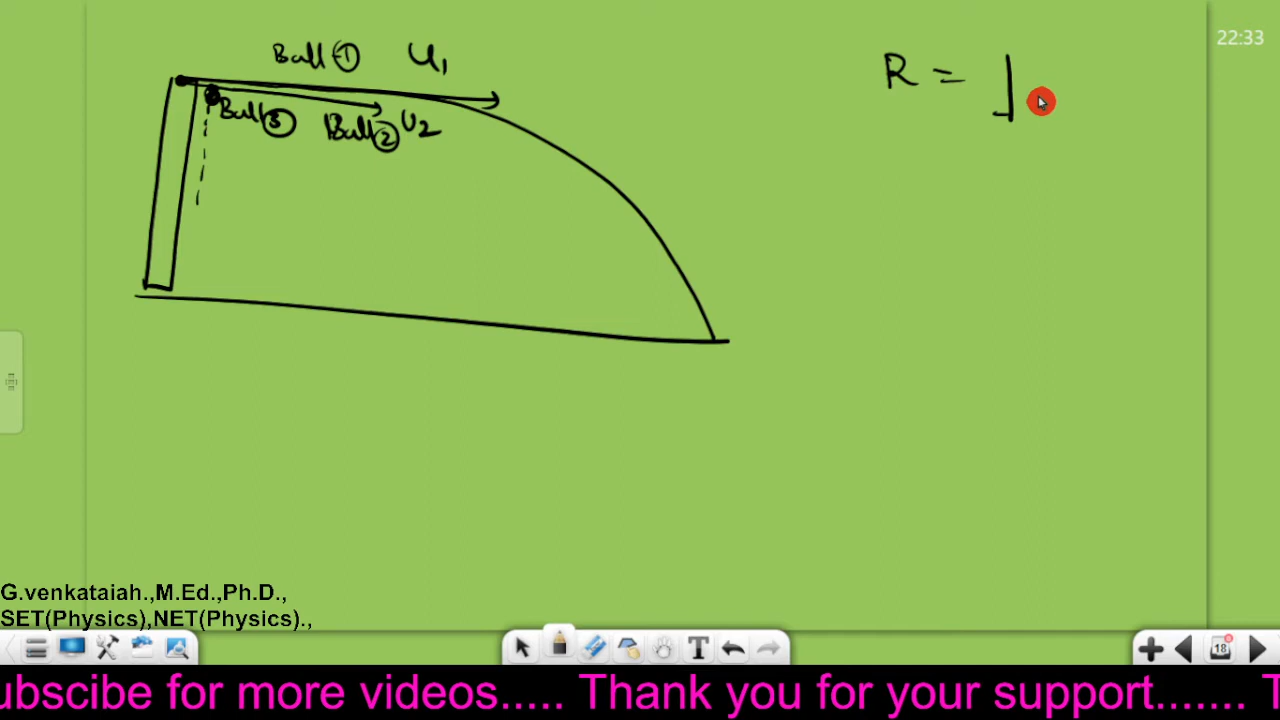 22:33
Ball ① U₁
R =
Ball ③
Ball ② U₂
G.venkataiah.,M.Ed.,Ph.D.,
SET(Physics),NET(Physics).,
18
ubscibe for more videos..... Thank you for your support....... T